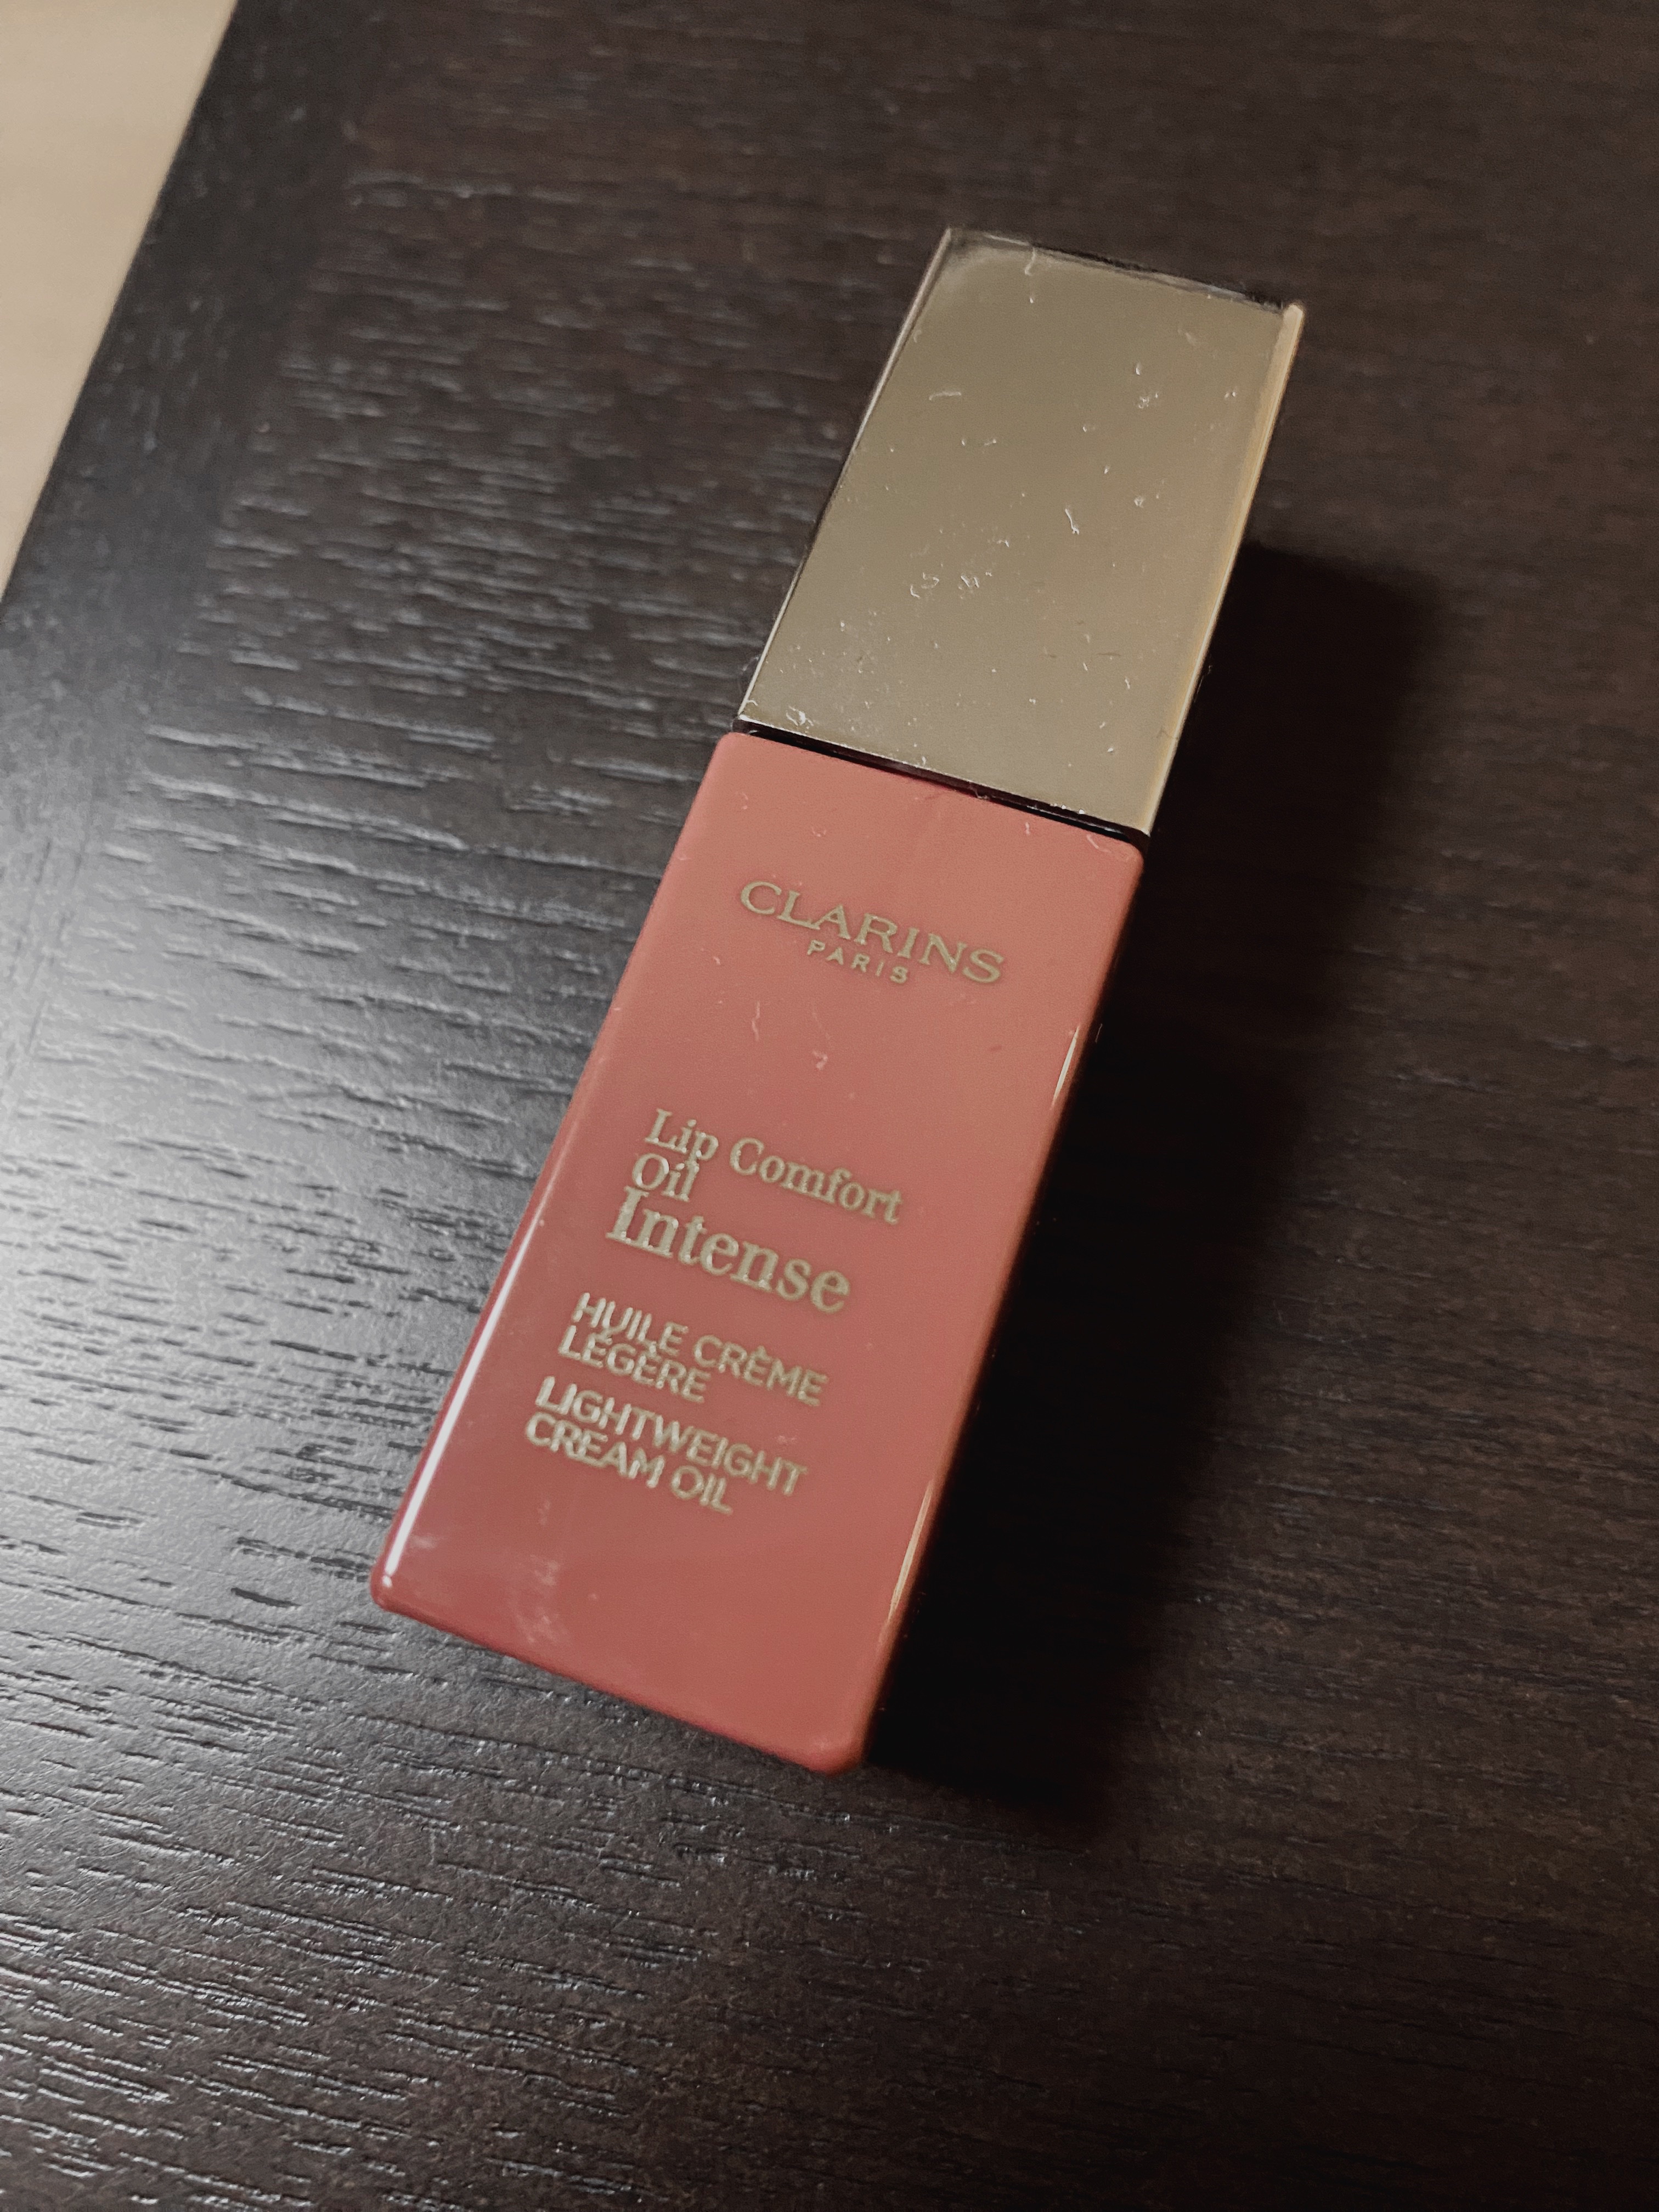 CLARINS
PARIS
Lip Comfort
Oil
Intense
HUILE CRÈME
LÉGÈRE
LIGHTWEIGHT
CREAM OIL